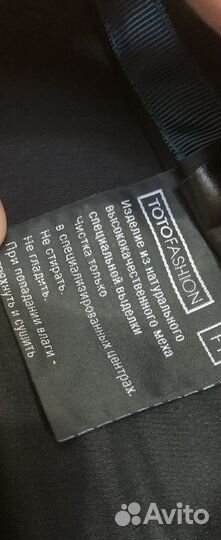 TOTOFASHION
Изделие из натурального
высококачественного меха
специальной выделки
Чистка только
в специализированных центрах.
Не стирать.
Не гладить.
При попадании влаги -
и сушить
Avito